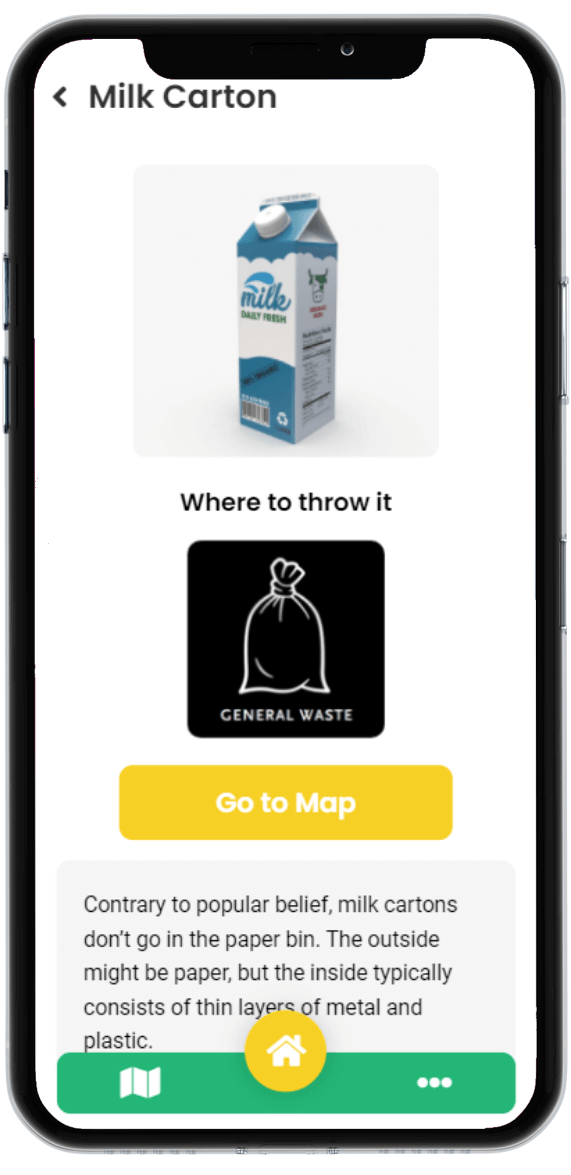 Milk Carton
milk
DAILY FRESH
Where to throw it
GENERAL WASTE
Go to Map
Contrary to popular belief, milk cartons
don't go in the paper bin. The outside
might be paper, but the inside typically
consists of thin layers of metal and
plastic.